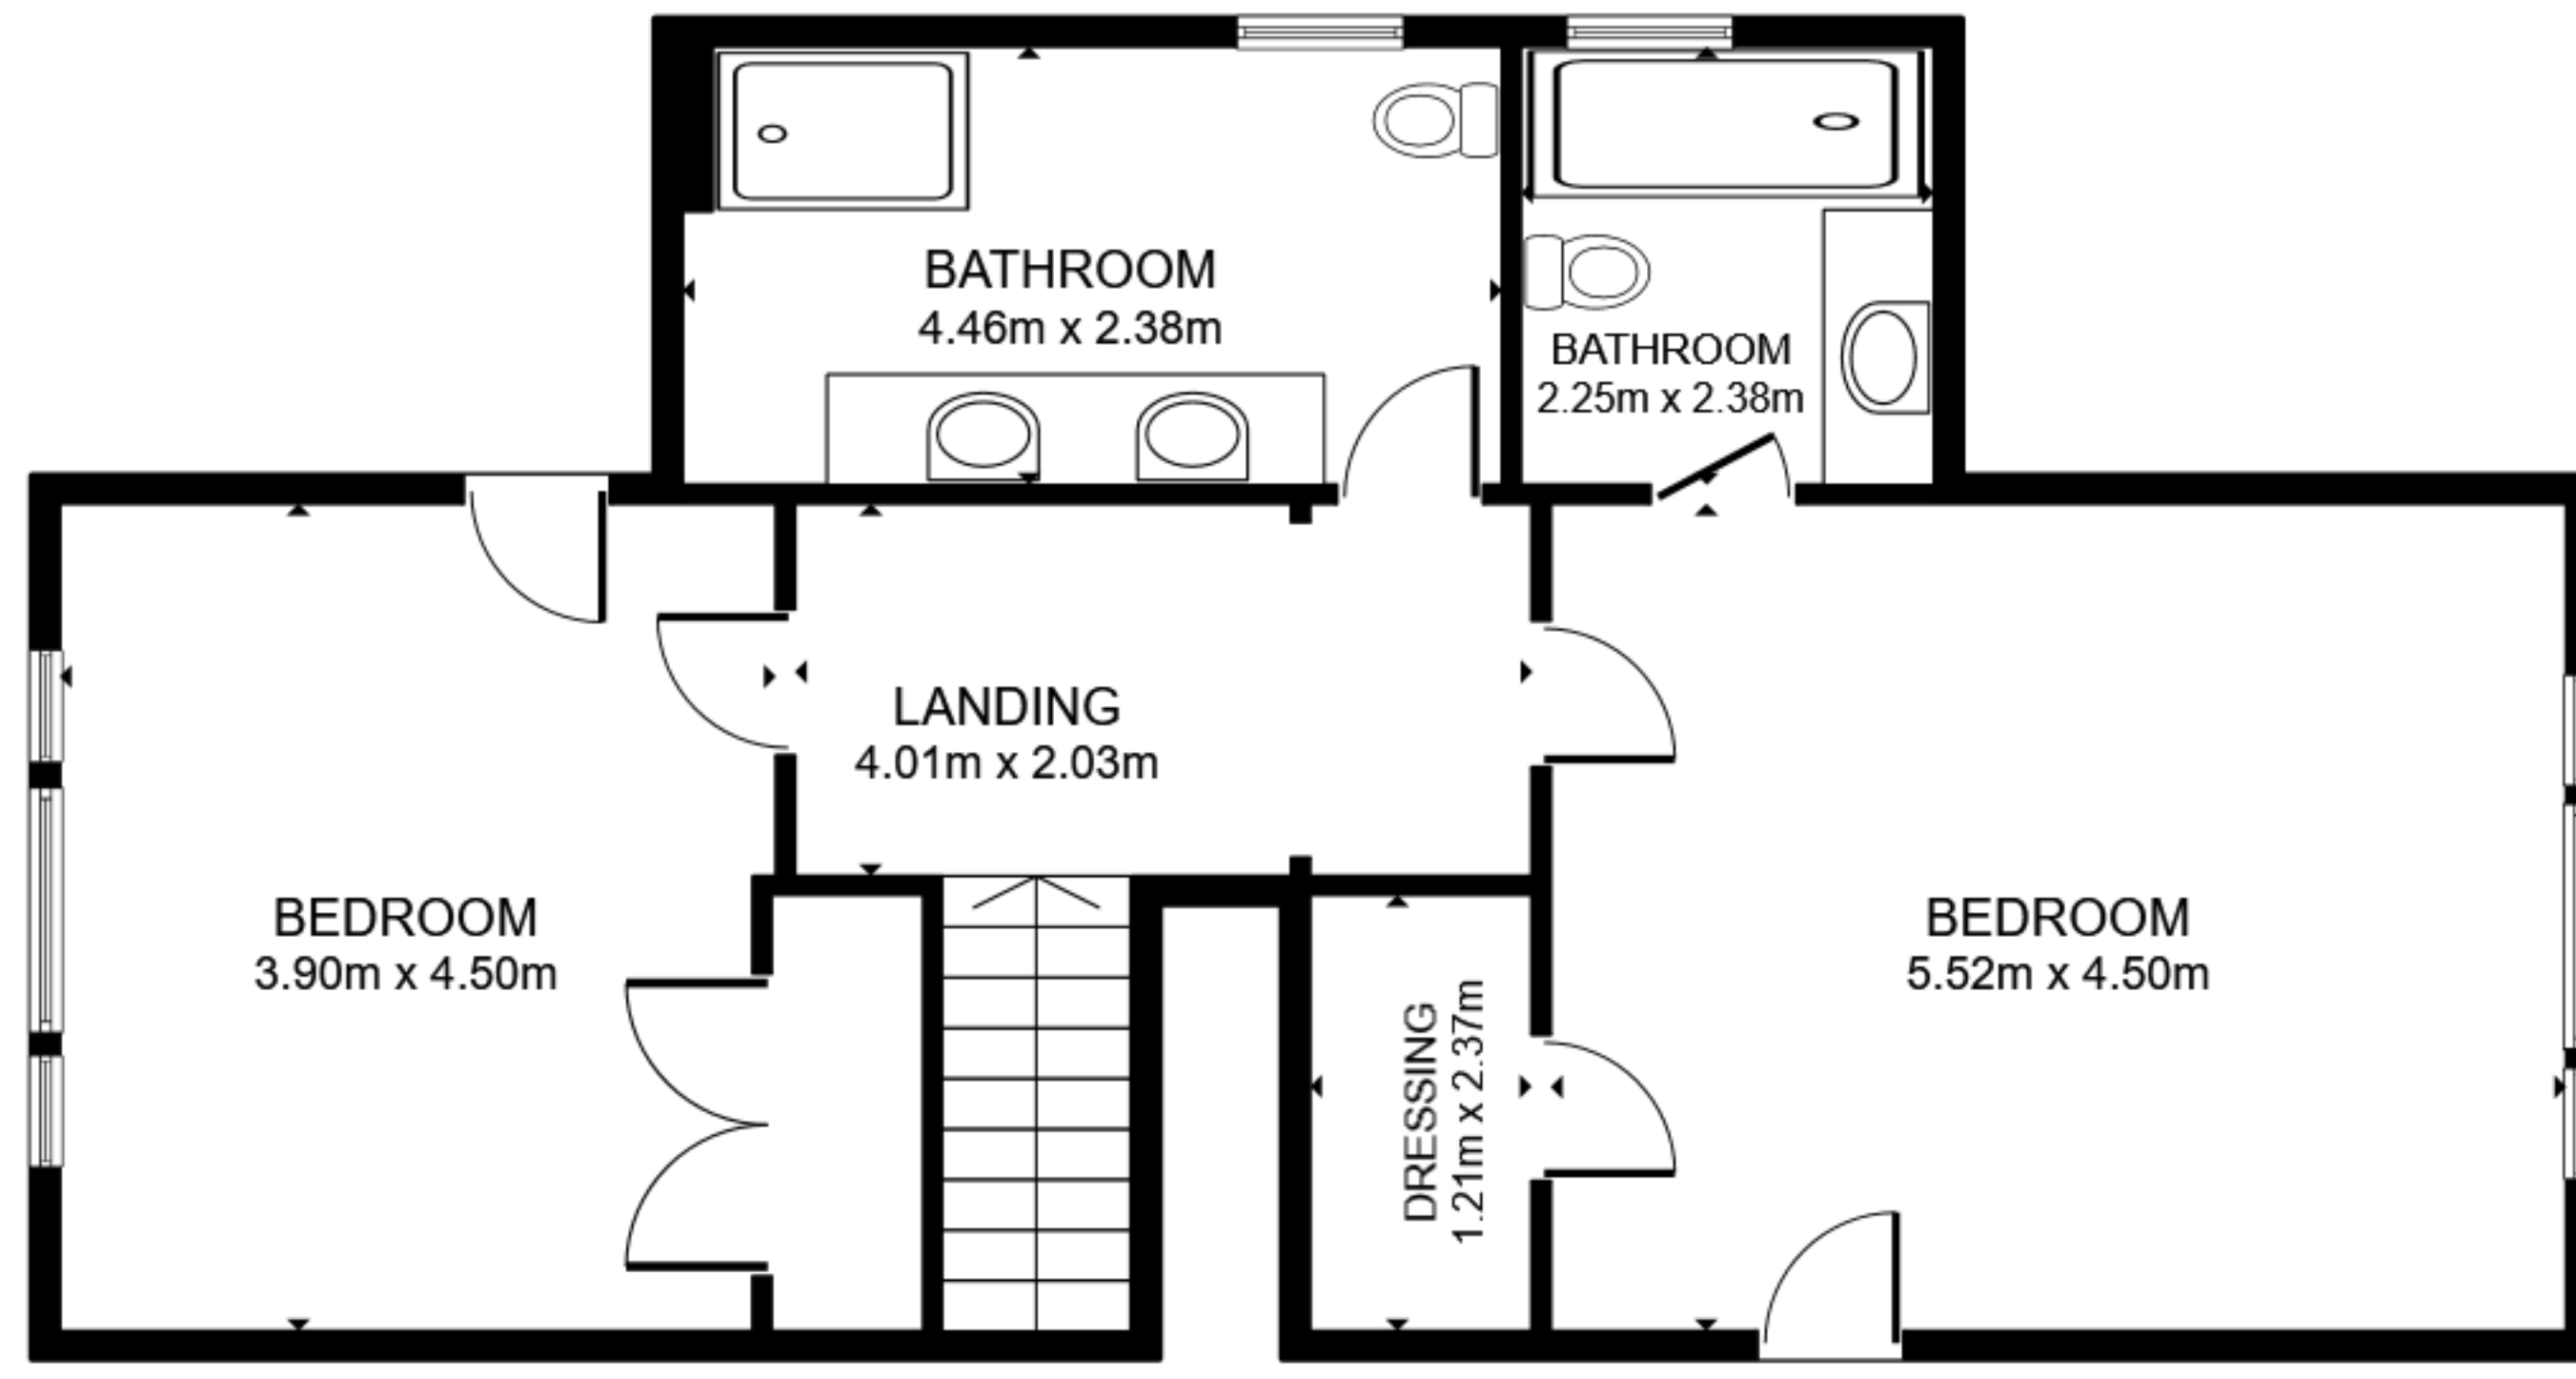 BATHROOM
4.46m x 2.38m
BATHROOM
2.25m x 2.38m
LANDING
4.01m x 2.03m
BEDROOM
3.90m x 4.50m
DRESSING
1.21m x 2.37m
BEDROOM
5.52m x 4.50m